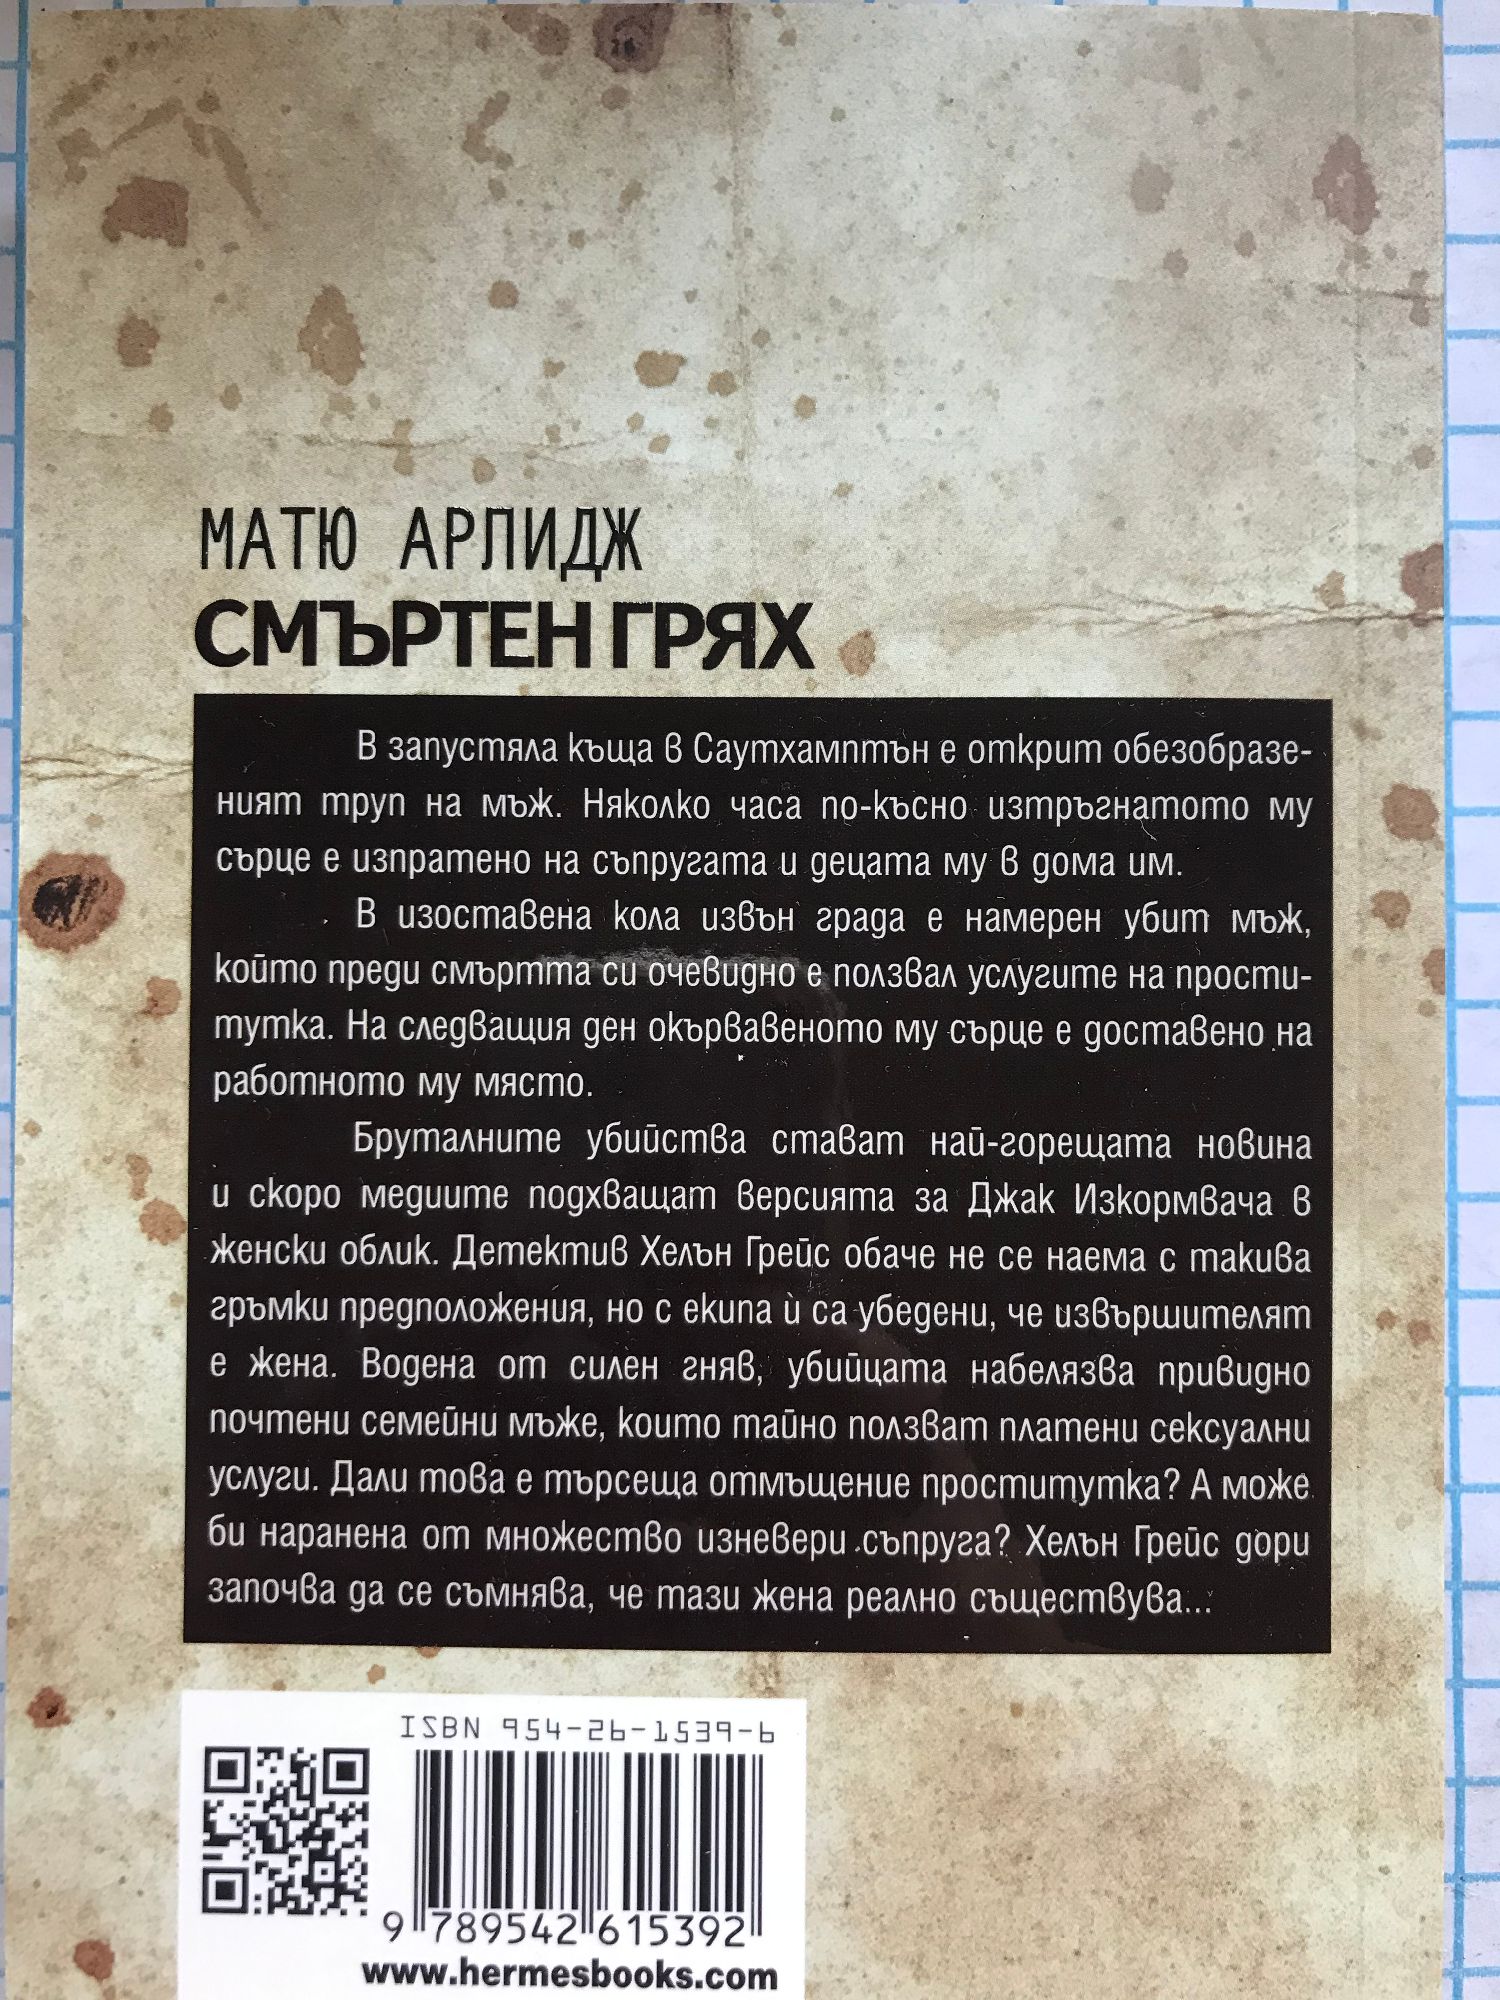 МАТЮ АРЛИДЖ
СМЪРТЕН ГРЯХ
В запустяла къща в Саутхамптън е открит обезобразе-
ният труп на мъж. Няколко часа по-късно изтръгнатото му
сърце е изпратено на съпругата и децата му в дома им.
В изоставена кола извън града е намерен убит мъж,
който преди смъртта си очевидно е ползвал услугите на прости-
тутка. На следващия ден окървавеното му сърце е доставено на
работното му място.
Бруталните убийства стават най-горещата новина
и скоро медиите подхващат версията за Джак Изкормвача в
женски облик. Детектив Хелън Грейс обаче не се наема с такива
гръмки предположения, но с екипа ѝ са убедени, че извършителят
е жена. Водена от силен гняв, убийцата набелязва привидно
почтени семейни мъже, които тайно ползват платени сексуални
услуги. Дали това е търсеща отмъщение проститутка? А може
би наранена от множество изневери съпруга? Хелън Грейс дори
започва да се съмнява, че тази жена реално съществува...
ISBN 954-26-1539-6
9 789542 615392
www.hermesbooks.com